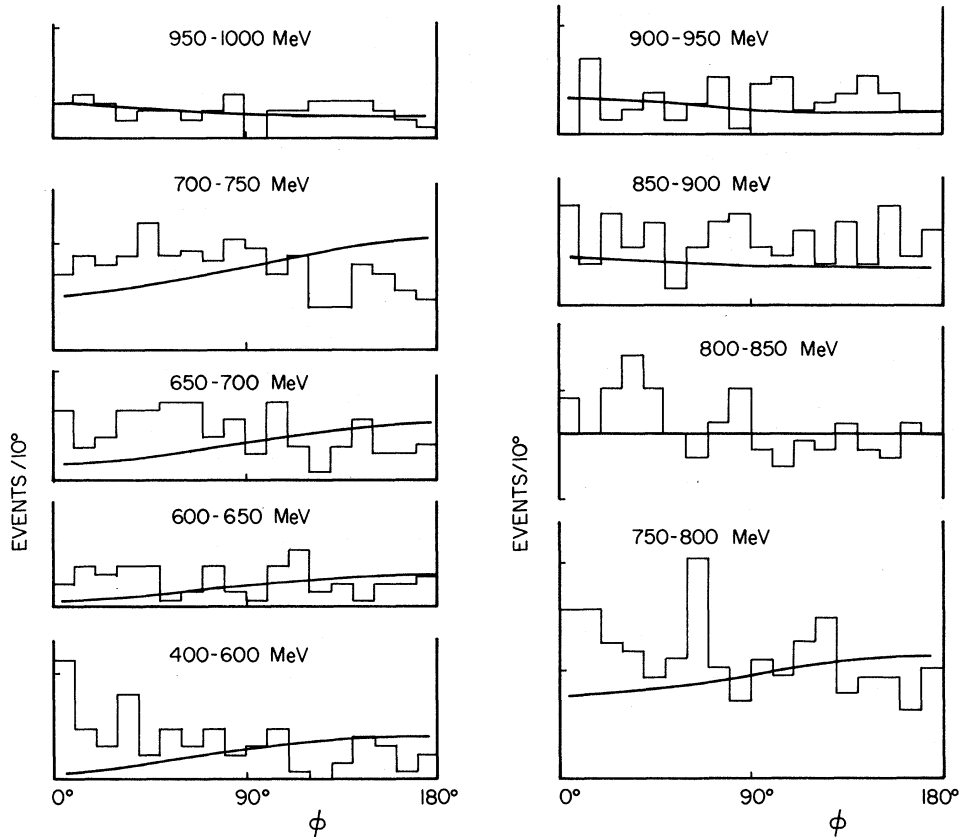 950-1000 MeV
700-750 MeV
650-700 MeV
600-650 MeV
400-600 MeV
EVENTS/10°
0° 90° 180°
ϕ
900-950 MeV
850-900 MeV
800-850 MeV
750-800 MeV
EVENTS/10°
0° 90° 180°
ϕ